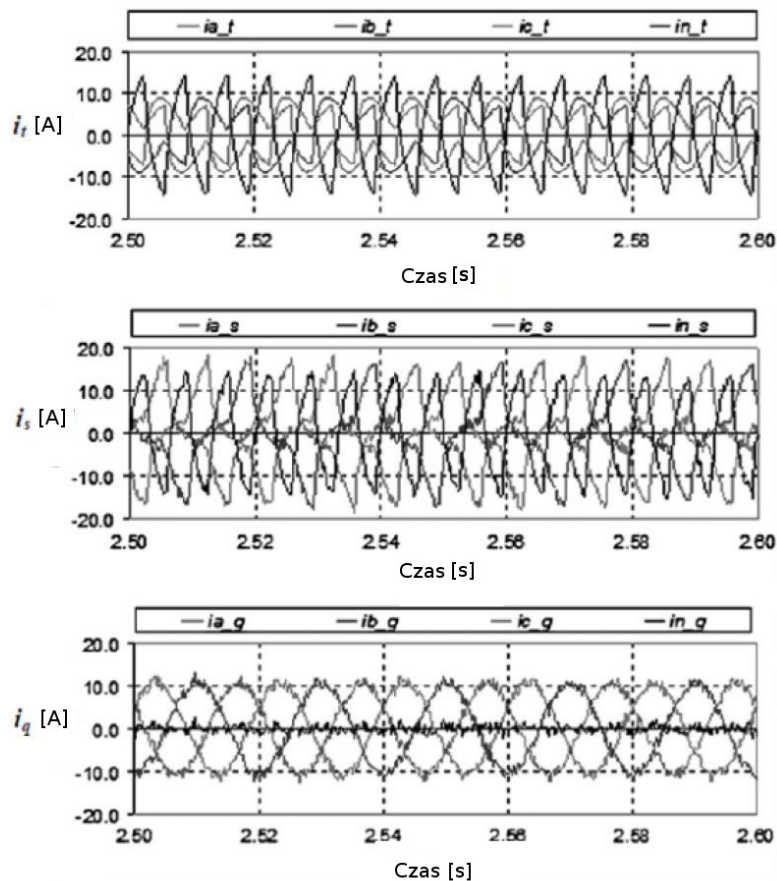 ia_t ib_t ic_t in_t
20.0
10.0
iₜ [A]
0.0
-10.0
-20.0
2.50 2.52 2.54 2.56 2.58 2.60
Czas [s]
ia_s ib_s ic_s in_s
20.0
10.0
iₛ [A]
0.0
-10.0
-20.0
2.50 2.52 2.54 2.56 2.58 2.60
Czas [s]
ia_g ib_g ic_g in_g
20.0
10.0
i_q [A]
0.0
-10.0
-20.0
2.50 2.52 2.54 2.56 2.58 2.60
Czas [s]